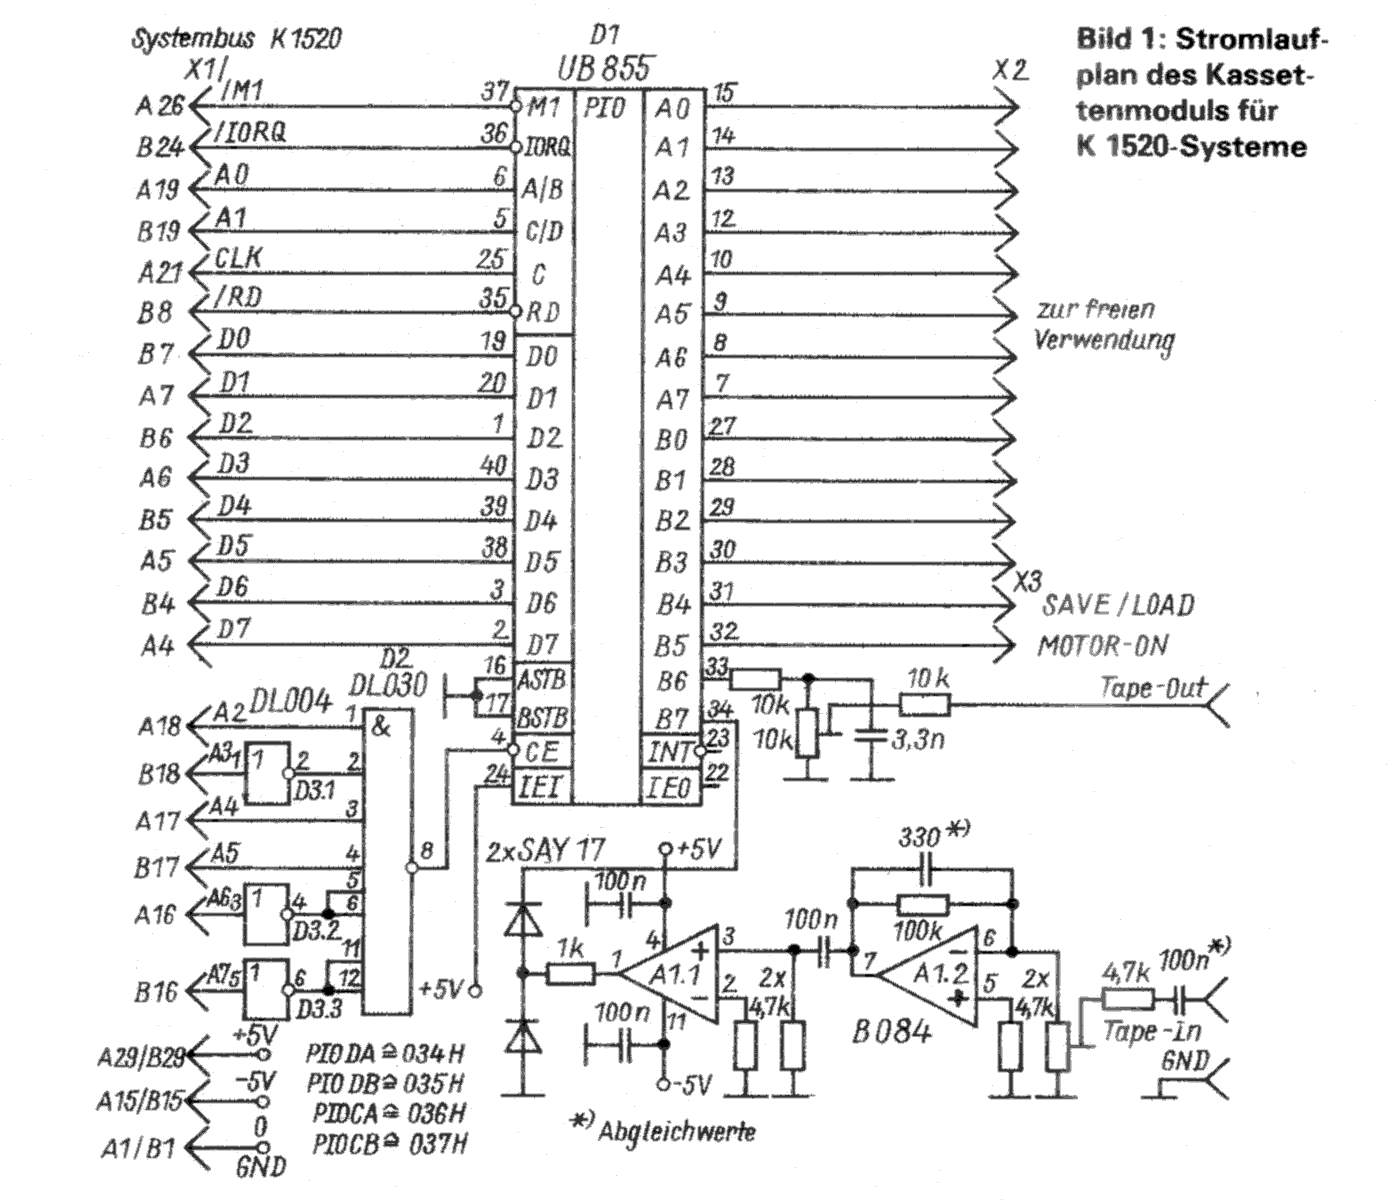 Systembus K1520
X1/
D1
UB 855
X2
Bild 1: Stromlauf-
plan des Kasset-
tenmoduls für
K 1520-Systeme
A26 /M1 37 M1 PIO A0 15
B24 /IORQ 36 IORQ A1 14
A19 A0 6 A/B A2 13
B19 A1 5 C/D A3 12
A21 CLK 25 C A4 10
B8 /RD 35 RD A5 9
zur freien
Verwendung
B7 D0 19 D0 A6 8
A7 D1 20 D1 A7 7
B6 D2 1 D2 B0 27
A6 D3 40 D3 B1 28
B5 D4 39 D4 B2 29
A5 D5 38 D5 B3 30
X3
B4 D6 3 D6 B4 31 SAVE/LOAD
A4 D7 2 D7 B5 32 MOTOR-ON
16 ASTB B6 33
17 BSTB B7 34
4 CE INT 23
24 IEI IEO 22
10k
10k
10k
3,3n
Tape-Out
D2
DL030
DL004
A18 A2 1 &
B18 A3 1 1 2 2
D3.1
A17 A4 3
B17 A5 4 8
5
A16 A6 3 1 4 6
D3.2
11
B16 A7 5 1 6 12
D3.3
+5V
2xSAY 17
+5V
100n
1k
1
4
A1.1
+ 3
- 2
11
100n
-5V
2x
4,7k
100n
330 *)
100k
7
A1.2
- 6
+ 5
B084
2x
4,7k
4,7k
100n *)
Tape-In
GND
A29/B29 +5V
A15/B15 -5V
A1/B1 0
GND
PIODA≙034H
PIODB≙035H
PIOCA≙036H
PIOCB≙037H
*) Abgleichwerte